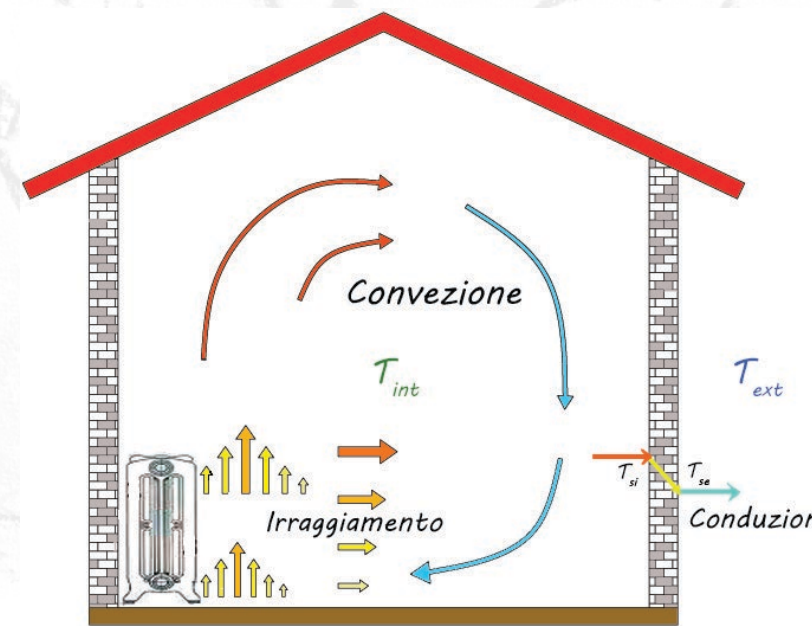 Convezione
T int
T ext
T si
T se
Irraggiamento
Conduzion